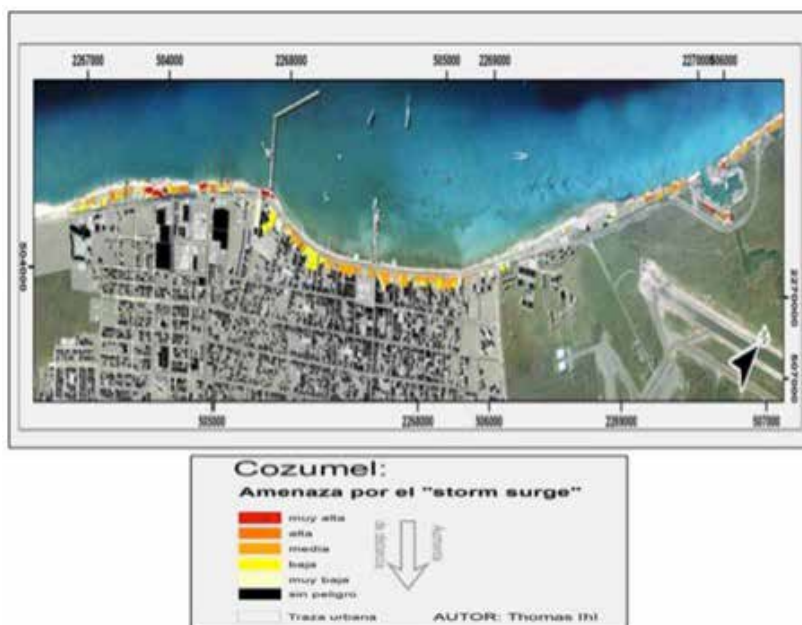 2267000 504000 2268000 505000 2269000 2270000 506000
504000
2270000
507000
505000 2268000 506000 2269000 507000
Cozumel:
Amenaza por el "storm surge"
muy alta
alta
media
baja
muy baja
sin peligro
Traza urbana
AUTOR: Thomas Ihl